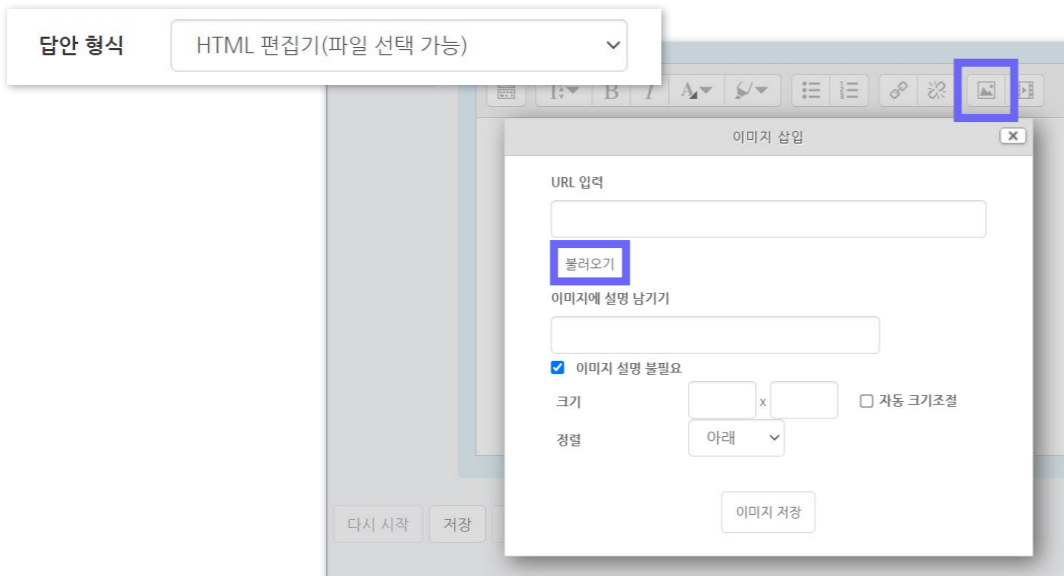 답안 형식 HTML 편집기(파일 선택 가능)
B I A
이미지 삽입 x
URL 입력
불러오기
이미지에 설명 남기기
이미지 설명 불필요
크기 x 자동 크기조절
정렬 아래
이미지 저장
다시 시작 저장